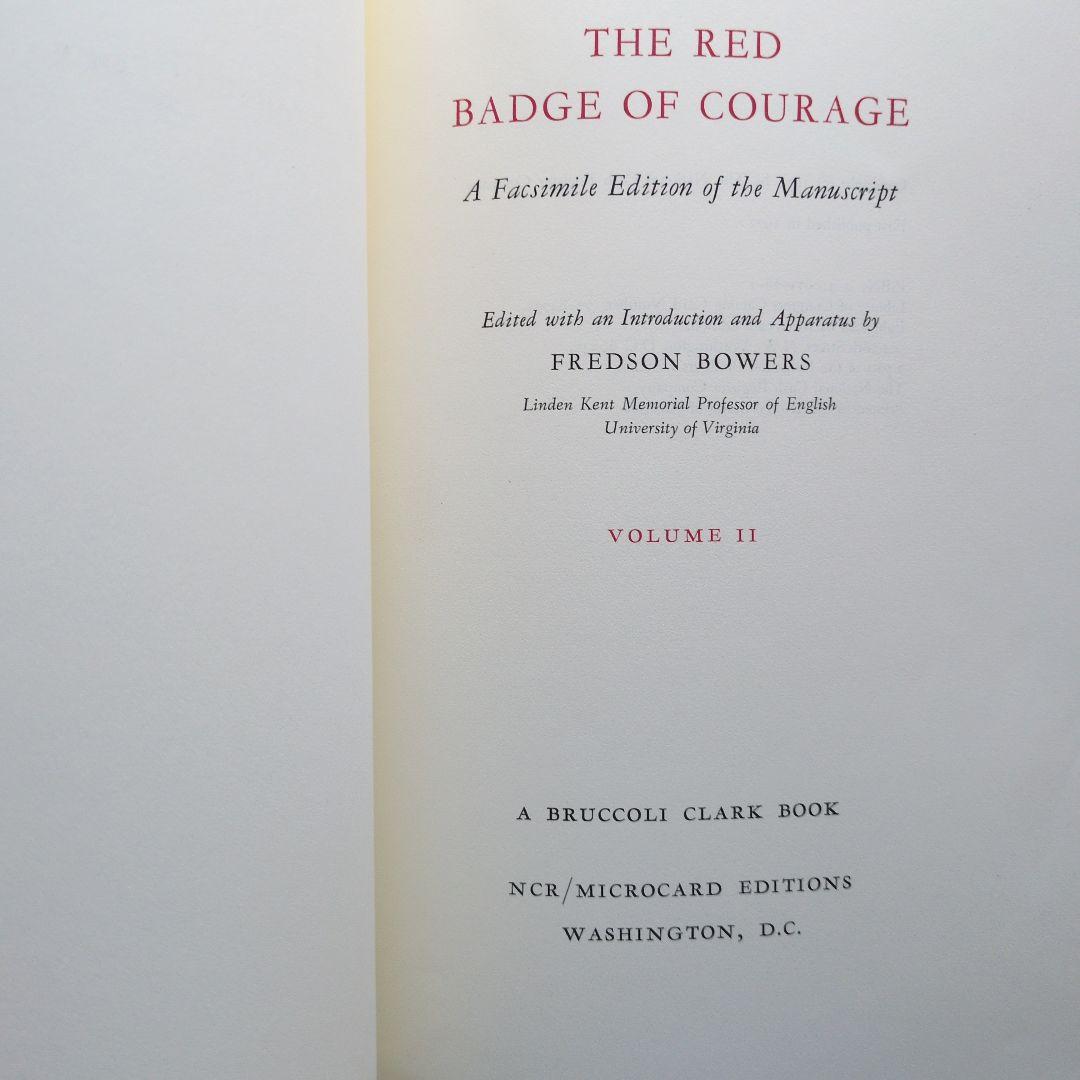 THE RED
BADGE OF COURAGE
A Facsimile Edition of the Manuscript
Edited with an Introduction and Apparatus by
FREDSON BOWERS
Linden Kent Memorial Professor of English
University of Virginia
VOLUME II
A BRUCCOLI CLARK BOOK
NCR/MICROCARD EDITIONS
WASHINGTON, D.C.